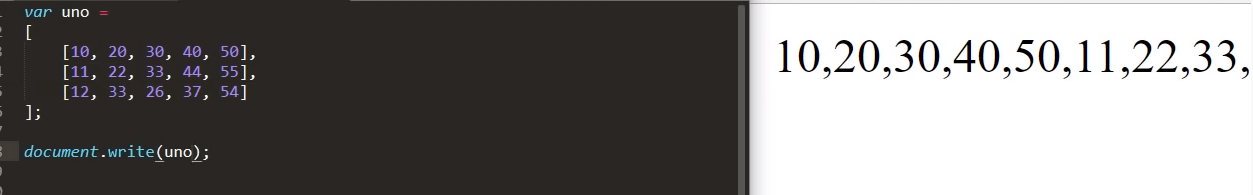 var uno =
[
[10, 20, 30, 40, 50],
[11, 22, 33, 44, 55],
[12, 33, 26, 37, 54]
];
document.write(uno);
10,20,30,40,50,11,22,33,